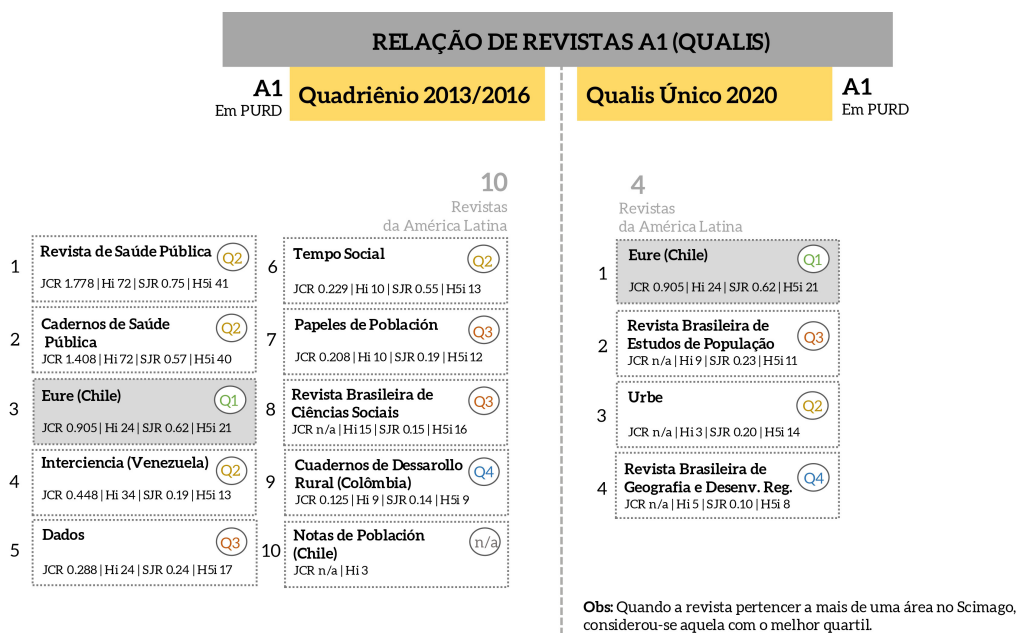 RELAÇÃO DE REVISTAS A1 (QUALIS)
A1
Em PURD
Quadriênio 2013/2016
Qualis Único 2020
A1
Em PURD
10
Revistas
da América Latina
1
Revista de Saúde Pública
Q2
JCR 1.778 | Hi 72 | SJR 0.75 | H5i 41
2
Cadernos de Saúde
Pública
Q2
JCR 1.408 | Hi 72 | SJR 0.57 | H5i 40
3
Eure (Chile)
Q1
JCR 0.905 | Hi 24 | SJR 0.62 | H5i 21
4
Interciencia (Venezuela)
Q2
JCR 0.448 | Hi 34 | SJR 0.19 | H5i 13
5
Dados
Q3
JCR 0.288 | Hi 24 | SJR 0.24 | H5i 17
6
Tempo Social
Q2
JCR 0.229 | Hi 10 | SJR 0.55 | H5i 13
7
Papeles de Población
Q3
JCR 0.208 | Hi 10 | SJR 0.19 | H5i 12
8
Revista Brasileira de
Ciências Sociais
Q3
JCR n/a | Hi 15 | SJR 0.15 | H5i 16
9
Cuadernos de Dessarollo
Rural (Colômbia)
Q4
JCR 0.125 | Hi 9 | SJR 0.14 | H5i 9
10
Notas de Población
(Chile)
n/a
JCR n/a | Hi 3
4
Revistas
da América Latina
1
Eure (Chile)
Q1
JCR 0.905 | Hi 24 | SJR 0.62 | H5i 21
2
Revista Brasileira de
Estudos de População
Q3
JCR n/a | Hi 9 | SJR 0.23 | H5i 11
3
Urbe
Q2
JCR n/a | Hi 3 | SJR 0.20 | H5i 14
4
Revista Brasileira de
Geografia e Desenv. Reg.
Q4
JCR n/a | Hi 5 | SJR 0.10 | H5i 8
Obs: Quando a revista pertencer a mais de uma área no Scimago,
considerou-se aquela com o melhor quartil.